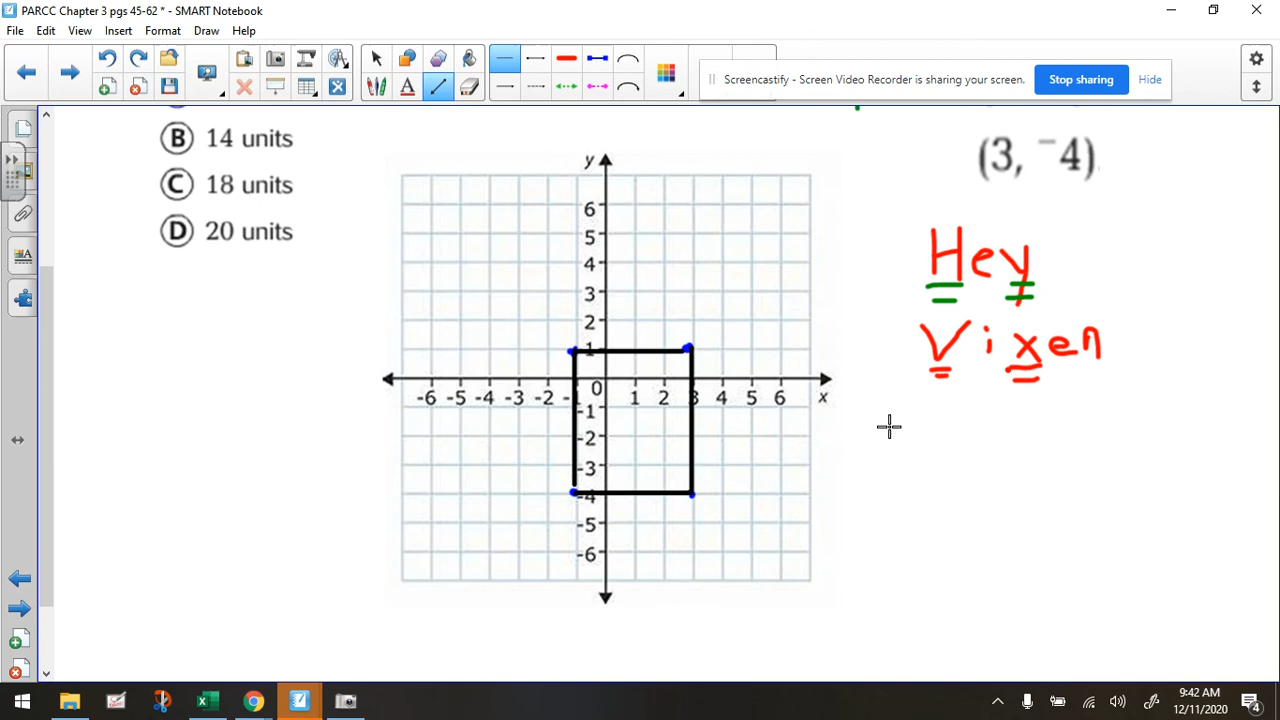 PARCC Chapter 3 pgs 45-62 * - SMART Notebook
File Edit View Insert Format Draw Help
Screencastify - Screen Video Recorder is sharing your screen. Stop sharing Hide
B 14 units
C 18 units
D 20 units
(3, ⁻4)
Hey
Vixen
y
6
5
4
3
2
1
0
-6 -5 -4 -3 -2 -1 1 2 3 4 5 6 x
-1
-2
-3
-4
-5
-6
9:42 AM
12/11/2020
4